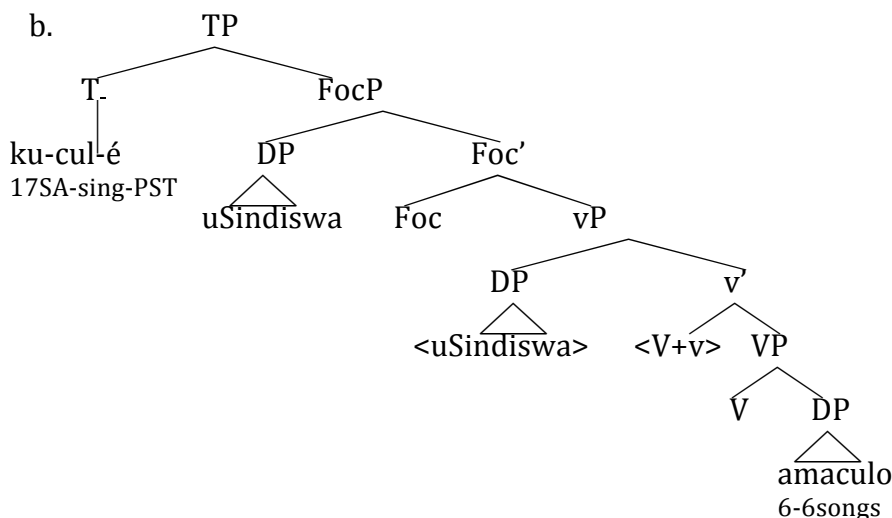 b. TP
T- FocP
ku-cul-é DP Foc’
17SA-sing-PST
uSindiswa Foc vP
DP v’
<uSindiswa> <V+v> VP
V DP
amaculo
6-6songs